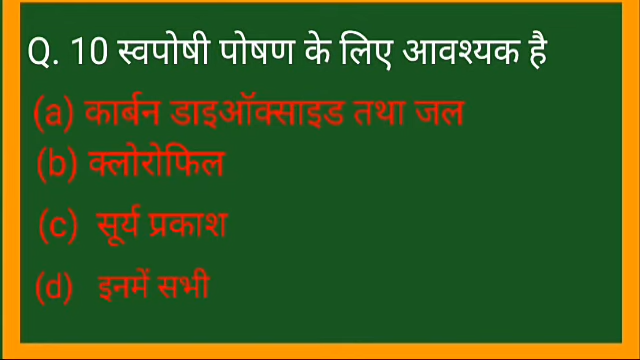 Q. 10 स्वपोषी पोषण के लिए आवश्यक है
(a) कार्बन डाइऑक्साइड तथा जल
(b) क्लोरोफिल
(c) सूर्य प्रकाश
(d) इनमें सभी